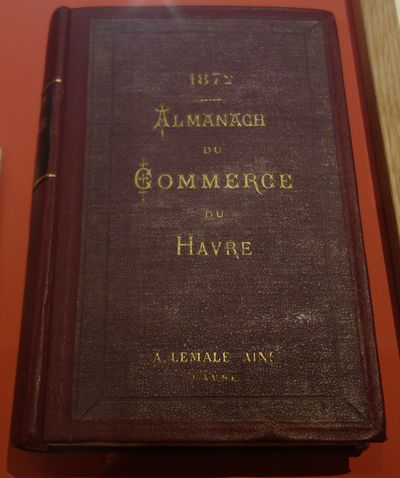 1872
ALMANACH
DU
COMMERCE
DU
HAVRE
A. LEMALE AINÉ
HAVRE